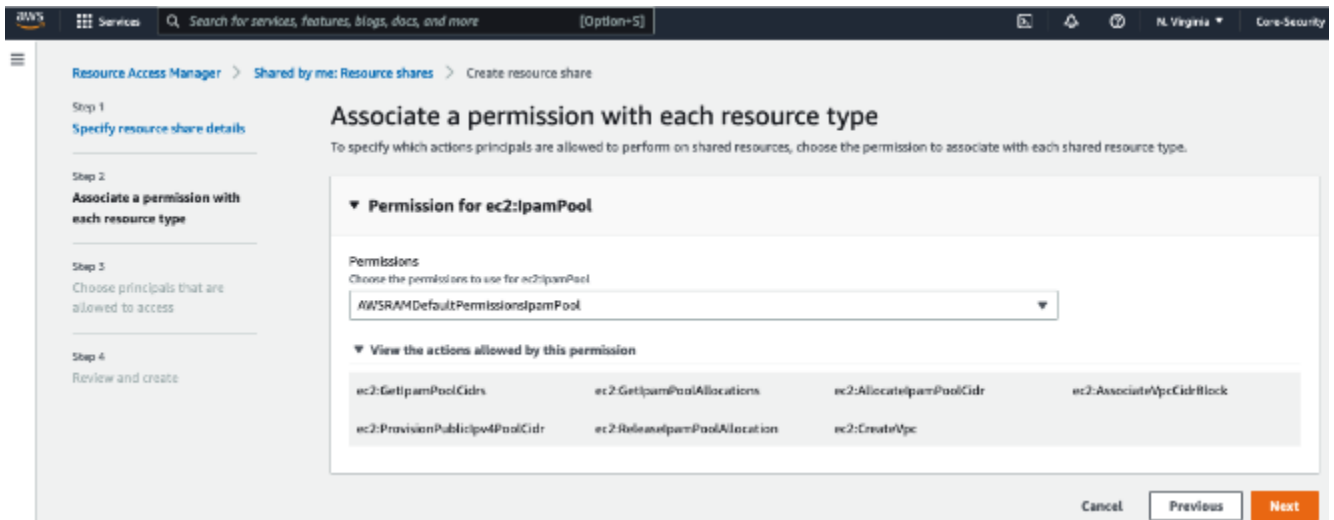 aws
Services
Search for services, features, blogs, docs, and more
[Option+S]
N. Virginia
Core-Security
Resource Access Manager > Shared by me: Resource shares > Create resource share
Step 1
Specify resource share details
Step 2
Associate a permission with
each resource type
Step 3
Choose principals that are
allowed to access
Step 4
Review and create
Associate a permission with each resource type
To specify which actions principals are allowed to perform on shared resources, choose the permission to associate with each shared resource type.
Permission for ec2:IpamPool
Permissions
Choose the permissions to use for ec2:IpamPool
AWSRAMDefaultPermissionsIpamPool
View the actions allowed by this permission
ec2:GetIpamPoolCidrs ec2:GetIpamPoolAllocations ec2:AllocateIpamPoolCidr ec2:AssociateVpcCidrBlock
ec2:ProvisionPublicIpv4PoolCidr ec2:ReleaseIpamPoolAllocation ec2:CreateVpc
Cancel Previous Next